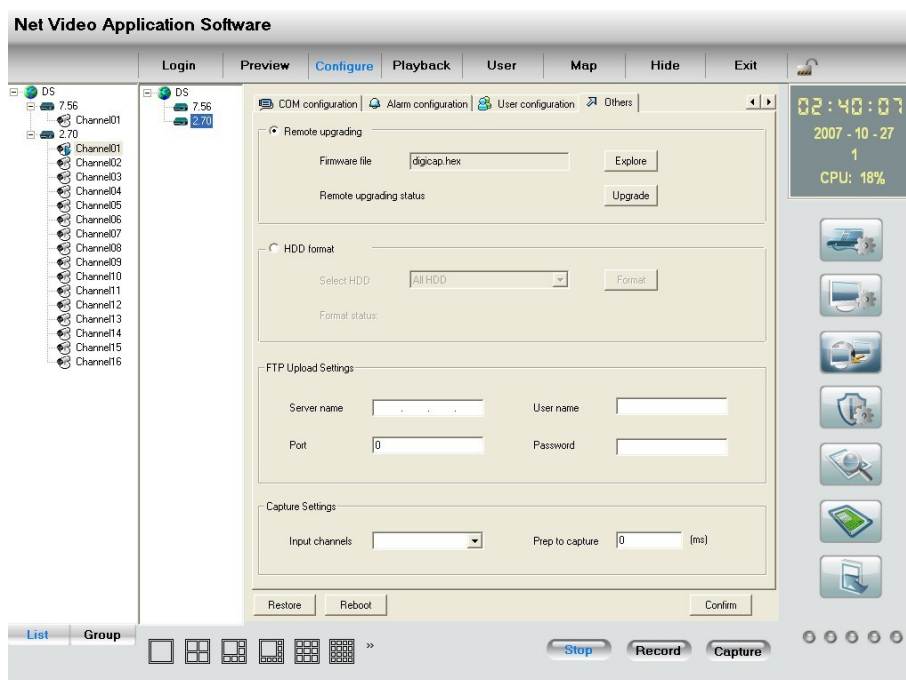 Net Video Application Software
Login Preview Configure Playback User Map Hide Exit
DS
7.56
Channel01
2.70
Channel01
Channel02
Channel03
Channel04
Channel05
Channel06
Channel07
Channel08
Channel09
Channel10
Channel11
Channel12
Channel13
Channel14
Channel15
Channel16
DS
7.56
2.70
COM configuration Alarm configuration User configuration Others
Remote upgrading
Firmware file digicap.hex Explore
Remote upgrading status Upgrade
HDD format
Select HDD All HDD Format
Format status:
FTP Upload Settings
Server name . . . User name
Port 0 Password
Capture Settings
Input channels Prep to capture 0 (ms)
Restore Reboot Confirm
02:40:07
2007 - 10 - 27
1
CPU: 18%
List Group
» Stop Record Capture